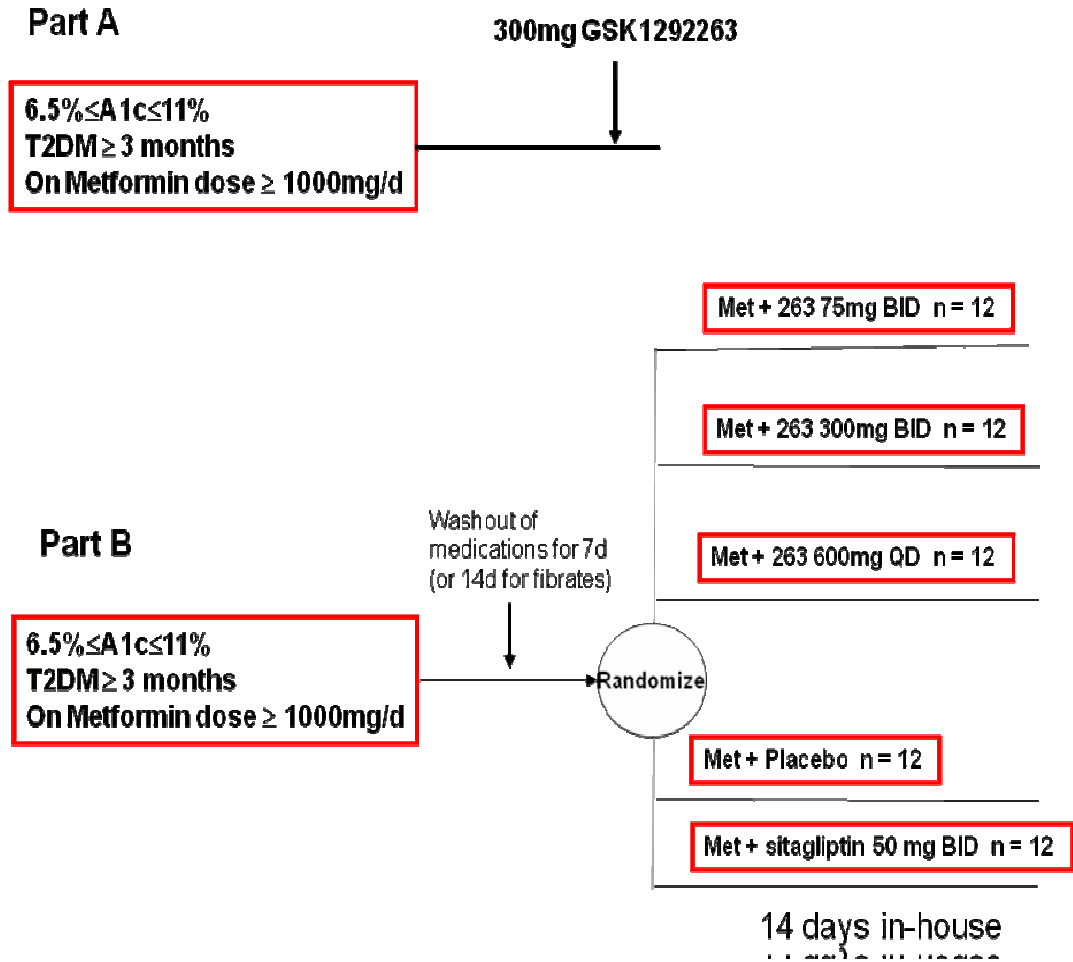 Part A
300mg GSK1292263
6.5%≤A1c≤11%
T2DM ≥ 3 months
On Metformin dose ≥ 1000mg/d
Met + 263 75mg BID n = 12
Met + 263 300mg BID n = 12
Met + 263 600mg QD n = 12
Part B
Washout of
medications for 7d
(or 14d for fibrates)
6.5%≤A1c≤11%
T2DM ≥ 3 months
On Metformin dose ≥ 1000mg/d
Randomize
Met + Placebo n = 12
Met + sitagliptin 50 mg BID n = 12
14 days in-house